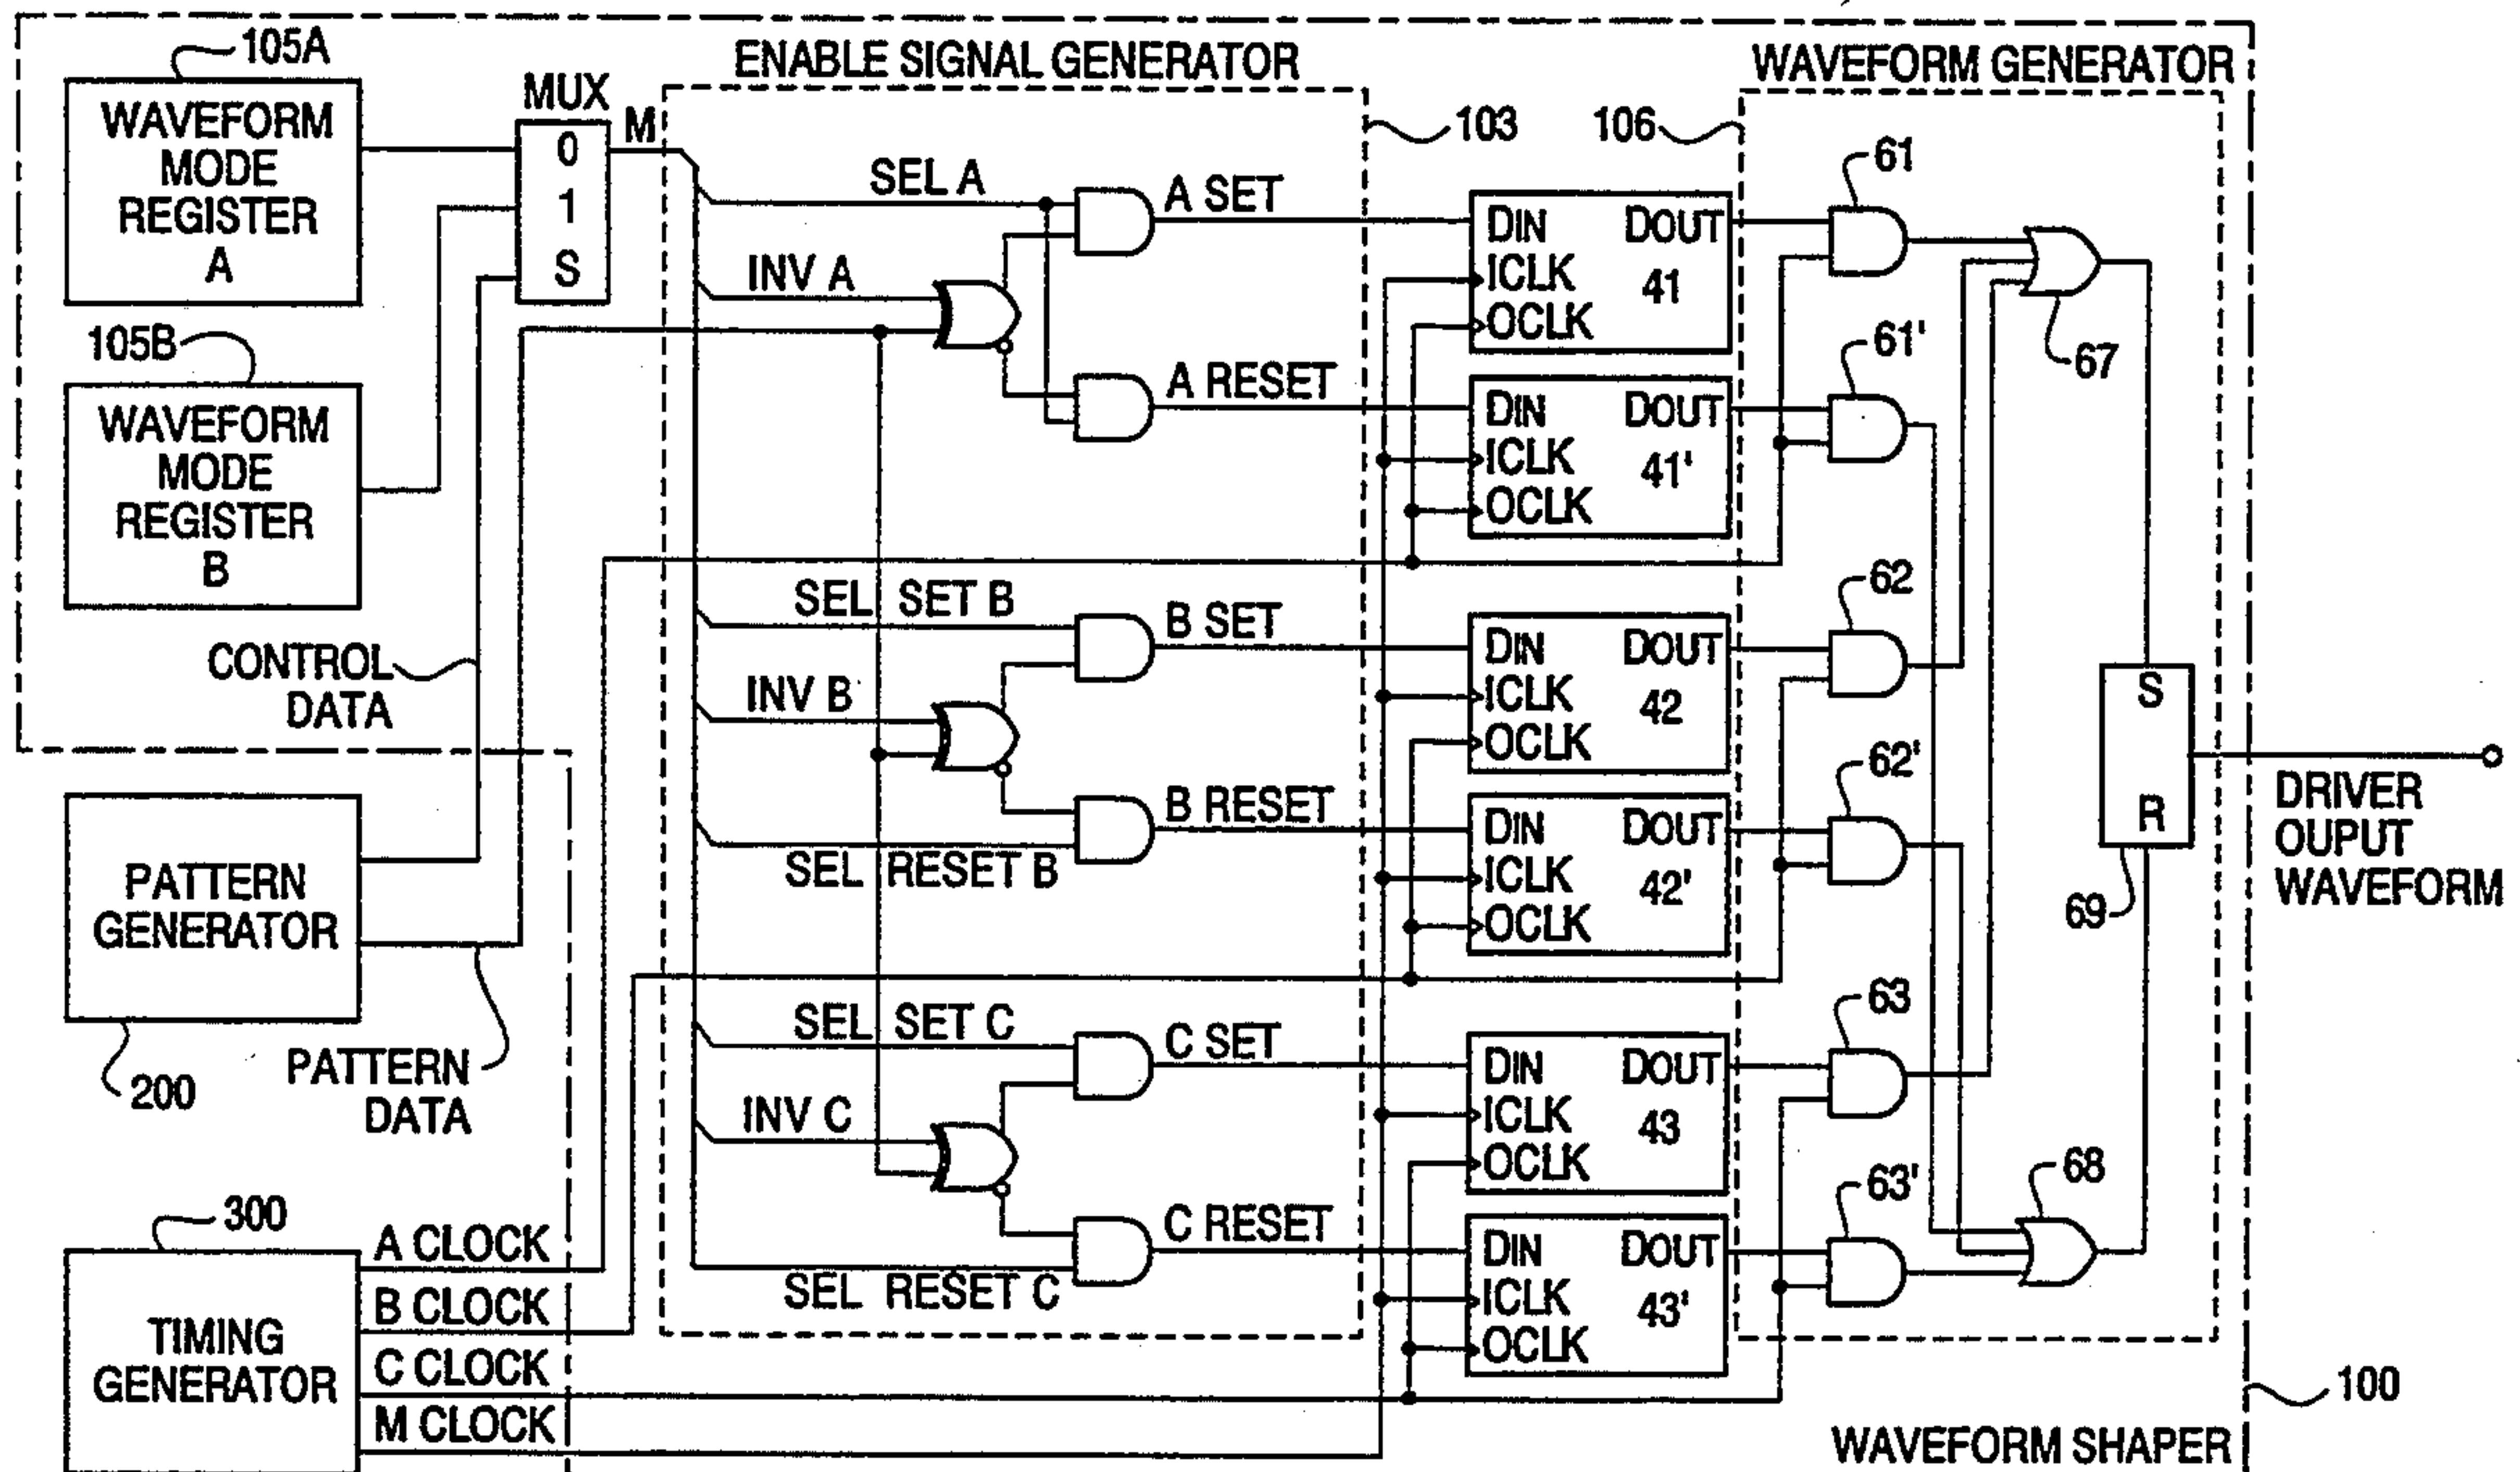 105A
WAVEFORM
MODE
REGISTER
A
105B
WAVEFORM
MODE
REGISTER
B
MUX
0
1
S
M
ENABLE SIGNAL GENERATOR
103
WAVEFORM GENERATOR
106
SEL A
INV A
A SET
A RESET
SEL SET B
INV B
SEL RESET B
B SET
B RESET
SEL SET C
INV C
SEL RESET C
C SET
C RESET
DIN DOUT
ICLK 41
OCLK
DIN DOUT
ICLK 41'
OCLK
DIN DOUT
ICLK 42
OCLK
DIN DOUT
ICLK 42'
OCLK
DIN DOUT
ICLK 43
OCLK
DIN DOUT
ICLK 43'
OCLK
61
61'
62
62'
63
63'
67
68
S
R
69
DRIVER
OUPUT
WAVEFORM
CONTROL
DATA
PATTERN
GENERATOR
200
PATTERN
DATA
300
TIMING
GENERATOR
A CLOCK
B CLOCK
C CLOCK
M CLOCK
100
WAVEFORM SHAPER